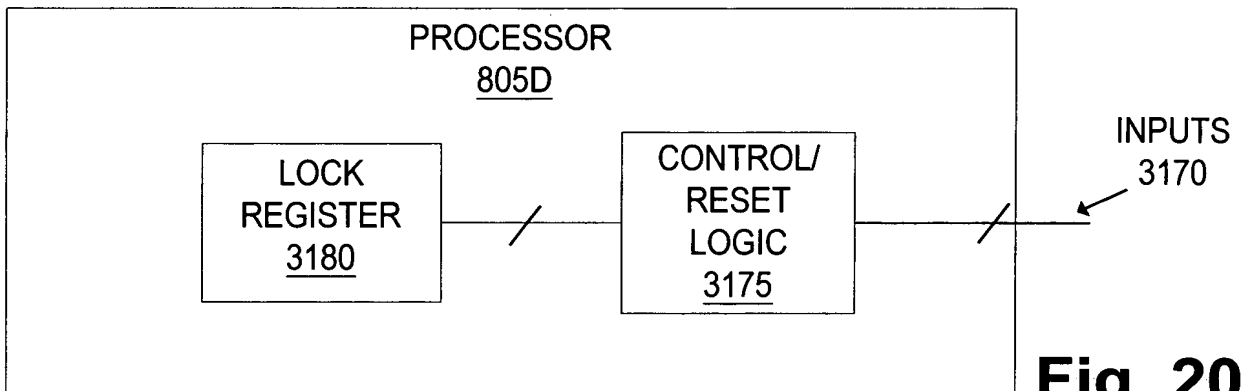 PROCESSOR
805D
LOCK
REGISTER
3180
CONTROL/
RESET
LOGIC
3175
INPUTS
3170
Fig. 20